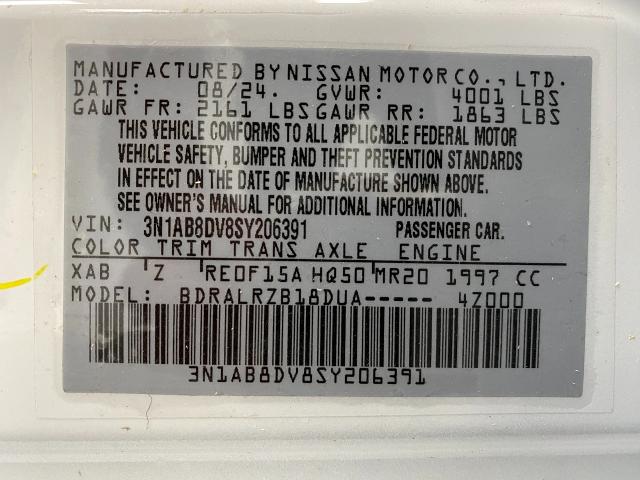 MANUFACTURED BY NISSAN MOTOR CO., LTD.
DATE: 08/24. GVWR: 4001 LBS
GAWR FR: 2161 LBS GAWR RR: 1863 LBS
THIS VEHICLE CONFORMS TO ALL APPLICABLE FEDERAL MOTOR
VEHICLE SAFETY, BUMPER AND THEFT PREVENTION STANDARDS
IN EFFECT ON THE DATE OF MANUFACTURE SHOWN ABOVE.
SEE OWNER'S MANUAL FOR ADDITIONAL INFORMATION.
VIN: 3N1AB8DV8SY206391 PASSENGER CAR.
COLOR TRIM TRANS AXLE ENGINE
XAB Z RE0F15A HQ50 MR20 1997 CC
MODEL: BDRALRZB18DUA----- 4Z000
3N1AB8DV8SY206391